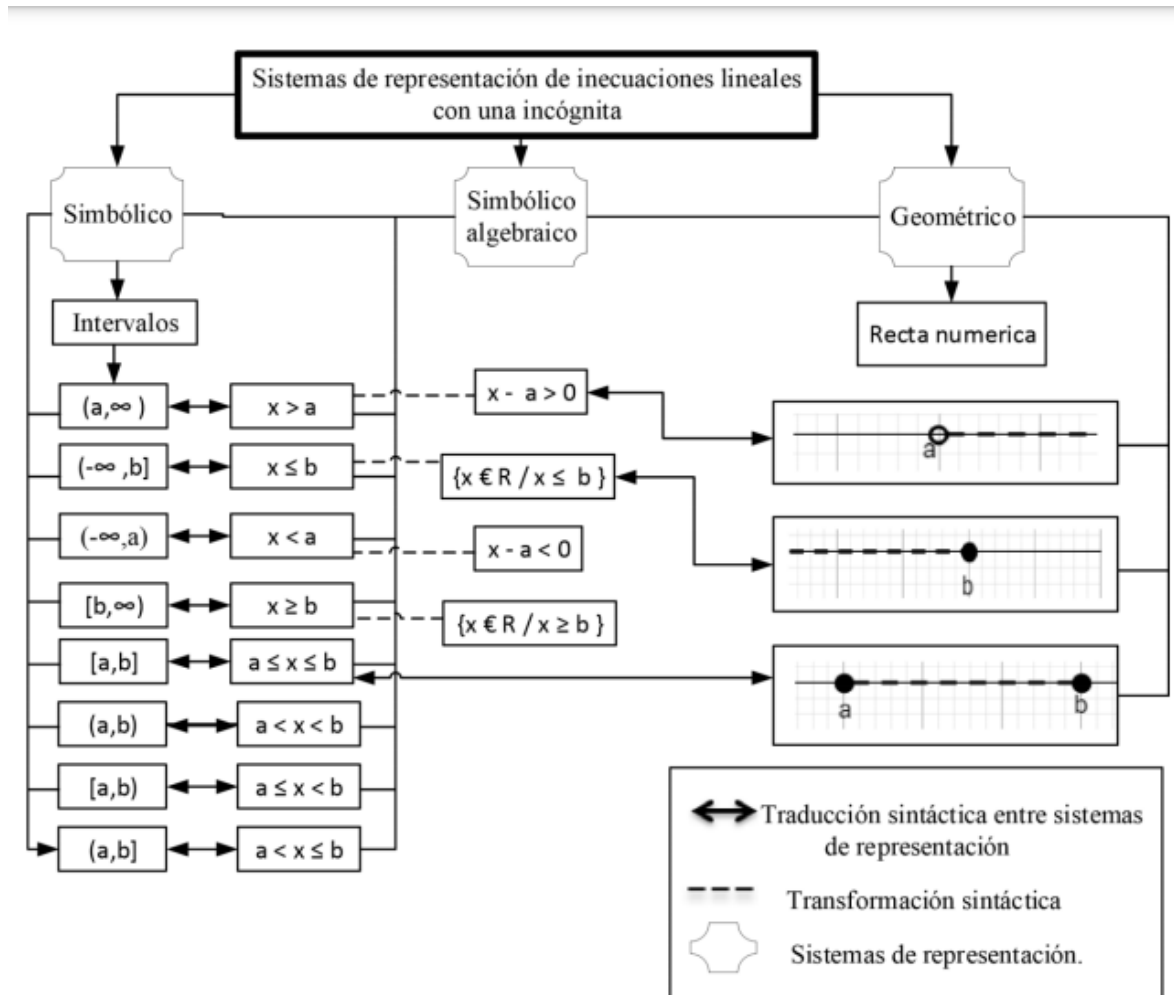 Sistemas de representación de inecuaciones lineales
con una incógnita
Simbólico
Simbólico
algebraico
Geométrico
Intervalos
Recta numerica
(a,∞ )
x > a
x - a > 0
a
(-∞ ,b]
x ≤ b
{x € R / x ≤ b }
(-∞,a)
x < a
x - a < 0
b
[b,∞)
x ≥ b
{x € R / x ≥ b }
[a,b]
a ≤ x ≤ b
a
b
(a,b)
a < x < b
[a,b)
a ≤ x < b
(a,b]
a < x ≤ b
Traducción sintáctica entre sistemas
de representación
Transformación sintáctica
Sistemas de representación.